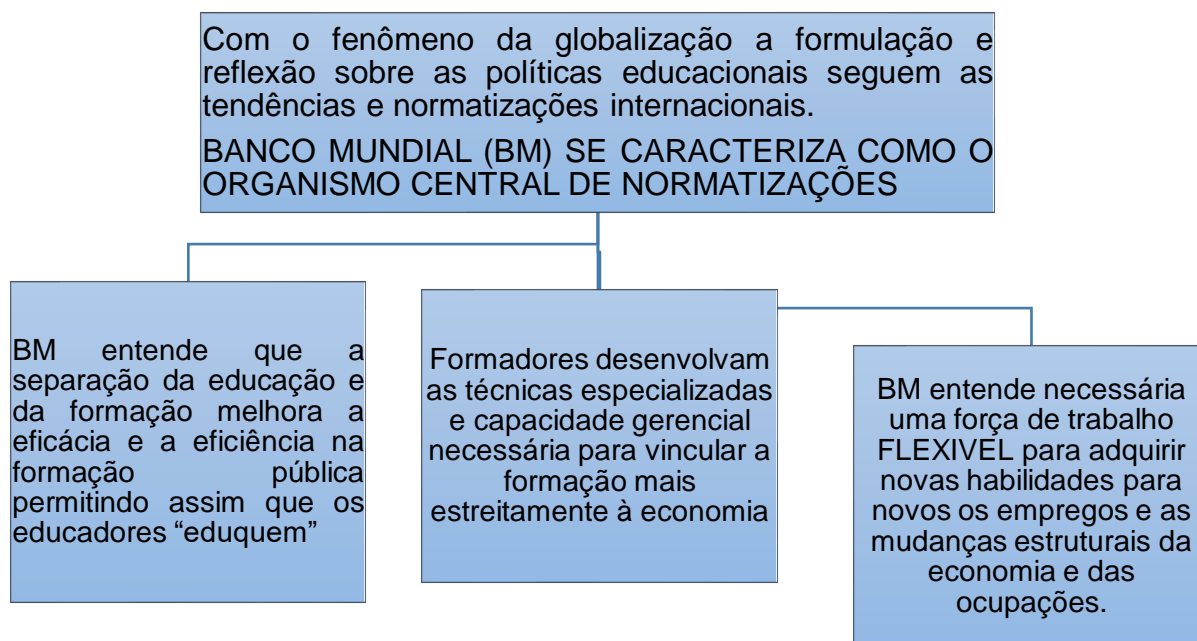 Com o fenômeno da globalização a formulação e
reflexão sobre as políticas educacionais seguem as
tendências e normatizações internacionais.
BANCO MUNDIAL (BM) SE CARACTERIZA COMO O
ORGANISMO CENTRAL DE NORMATIZAÇÕES
BM entende que a
separação da educação e
da formação melhora a
eficácia e a eficiência na
formação pública
permitindo assim que os
educadores “eduquem”
Formadores desenvolvam
as técnicas especializadas
e capacidade gerencial
necessária para vincular a
formação mais
estreitamente à economia
BM entende necessária
uma força de trabalho
FLEXIVEL para adquirir
novas habilidades para
novos os empregos e as
mudanças estruturais da
economia e das
ocupações.